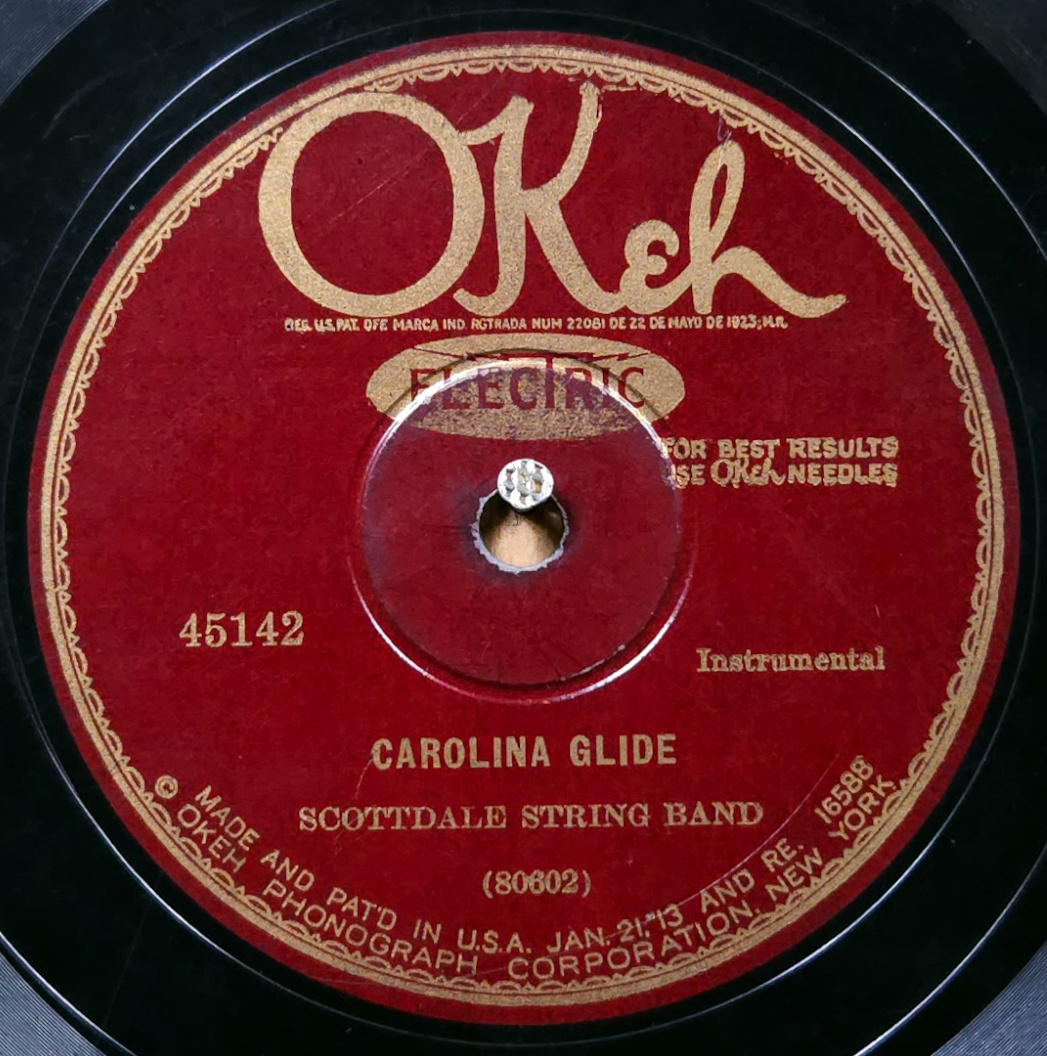 OKeh
REG. U.S. PAT. OFF. MARCA IND. RGTRADA NUM 22081 DE 22 DE MAYO DE 1923; M.R.
ELECTRIC
FOR BEST RESULTS
USE OKeh NEEDLES
45142
Instrumental
CAROLINA GLIDE
SCOTTDALE STRING BAND
(80602)
MADE AND PAT'D IN U.S.A. JAN. 21,"13 AND RE. 16588
© OKEH PHONOGRAPH CORPORATION, NEW YORK